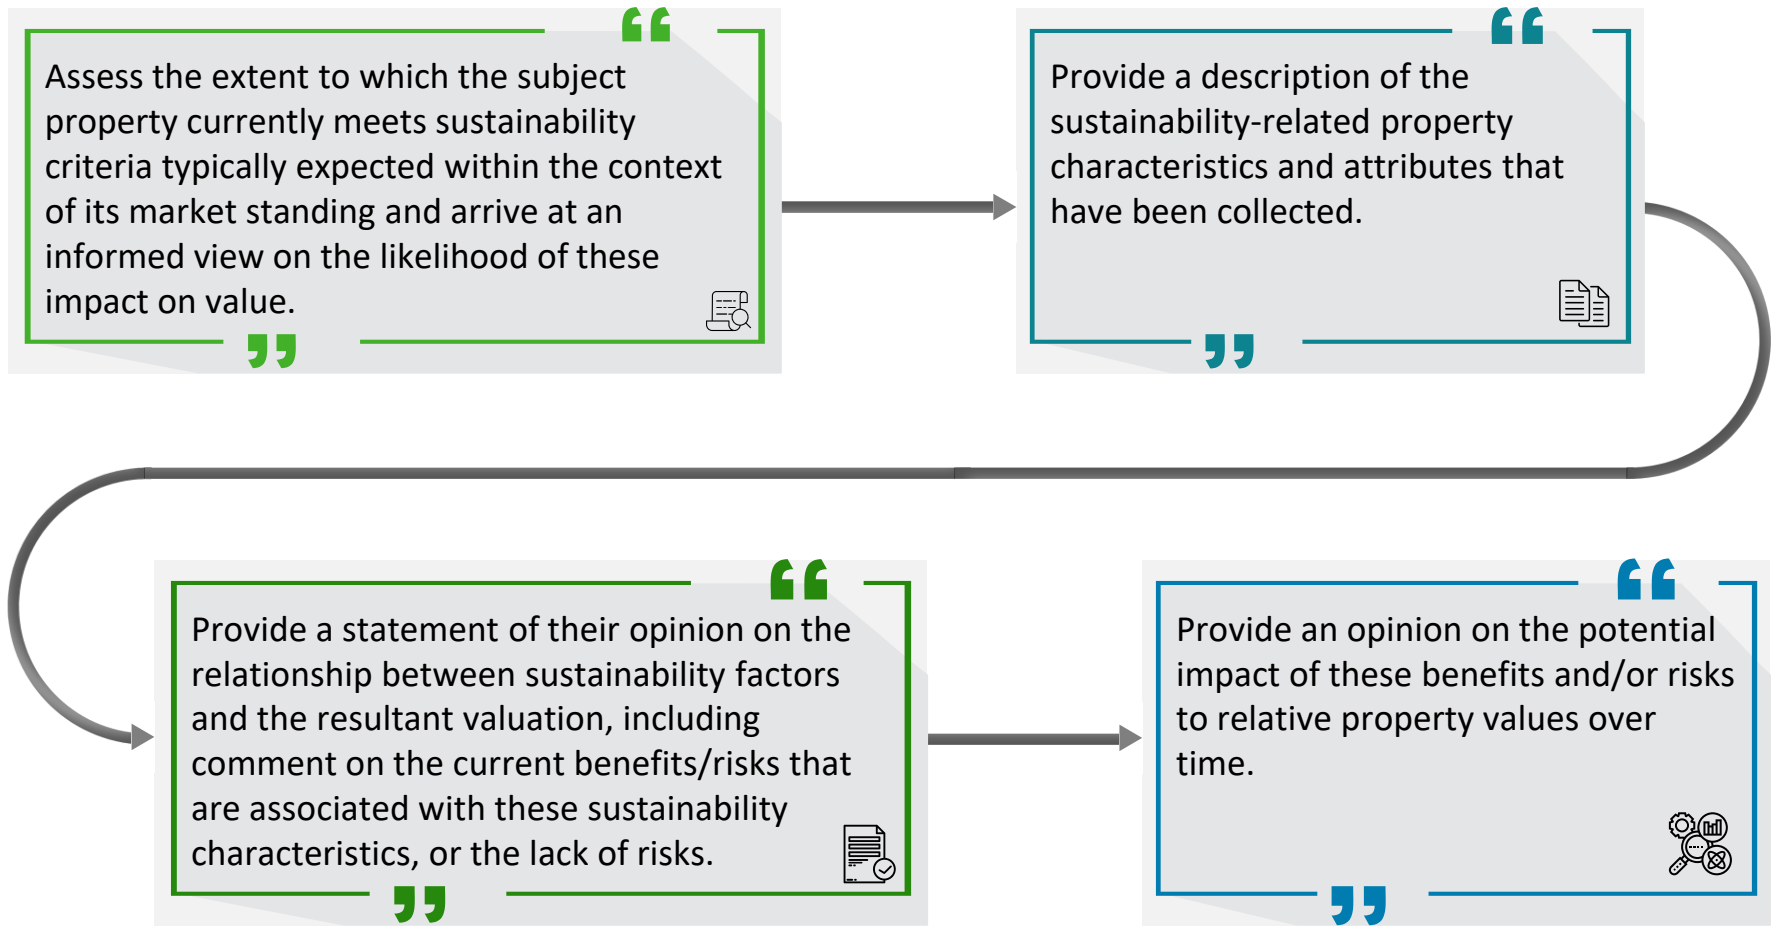 Assess the extent to which the subject
property currently meets sustainability
criteria typically expected within the context
of its market standing and arrive at an
informed view on the likelihood of these
impact on value.
Provide a description of the
sustainability-related property
characteristics and attributes that
have been collected.
Provide a statement of their opinion on the
relationship between sustainability factors
and the resultant valuation, including
comment on the current benefits/risks that
are associated with these sustainability
characteristics, or the lack of risks.
Provide an opinion on the potential
impact of these benefits and/or risks
to relative property values over
time.